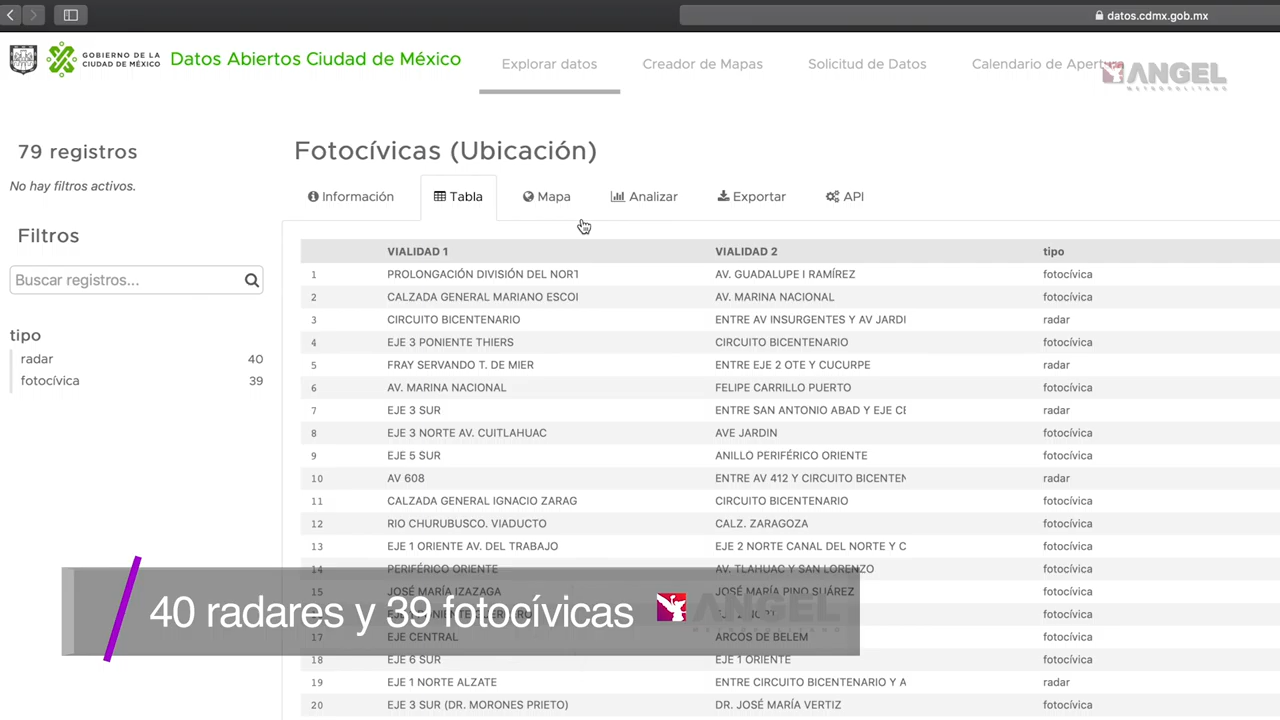 datos.cdmx.gob.mx
GOBIERNO DE LA
CIUDAD DE MÉXICO
Datos Abiertos Ciudad de México
Explorar datos
Creador de Mapas
Solicitud de Datos
Calendario de Apertura
ANGEL
METROPOLITANO
79 registros
No hay filtros activos.
Filtros
Buscar registros...
tipo
radar 40
fotocívica 39
Fotocívicas (Ubicación)
Información Tabla Mapa Analizar Exportar API
VIALIDAD 1 VIALIDAD 2 tipo
1 PROLONGACIÓN DIVISIÓN DEL NORT AV. GUADALUPE I RAMÍREZ fotocívica
2 CALZADA GENERAL MARIANO ESCOI AV. MARINA NACIONAL fotocívica
3 CIRCUITO BICENTENARIO ENTRE AV INSURGENTES Y AV JARDI radar
4 EJE 3 PONIENTE THIERS CIRCUITO BICENTENARIO fotocívica
5 FRAY SERVANDO T. DE MIER ENTRE EJE 2 OTE Y CUCURPE radar
6 AV. MARINA NACIONAL FELIPE CARRILLO PUERTO fotocívica
7 EJE 3 SUR ENTRE SAN ANTONIO ABAD Y EJE CE radar
8 EJE 3 NORTE AV. CUITLAHUAC AVE JARDIN fotocívica
9 EJE 5 SUR ANILLO PERIFÉRICO ORIENTE fotocívica
10 AV 608 ENTRE AV 412 Y CIRCUITO BICENTEN radar
11 CALZADA GENERAL IGNACIO ZARAG CIRCUITO BICENTENARIO fotocívica
12 RIO CHURUBUSCO. VIADUCTO CALZ. ZARAGOZA fotocívica
13 EJE 1 ORIENTE AV. DEL TRABAJO EJE 2 NORTE CANAL DEL NORTE Y C fotocívica
14 PERIFÉRICO ORIENTE AV. TLAHUAC Y SAN LORENZO fotocívica
15 JOSÉ MARÍA IZAZAGA JOSÉ MARÍA PINO SUÁREZ fotocívica
fotocívica
17 EJE CENTRAL ARCOS DE BELEM fotocívica
18 EJE 6 SUR EJE 1 ORIENTE fotocívica
19 EJE 1 NORTE ALZATE ENTRE CIRCUITO BICENTENARIO Y A radar
20 EJE 3 SUR (DR. MORONES PRIETO) DR. JOSÉ MARÍA VERTIZ fotocívica
40 radares y 39 fotocívicas
ANGEL